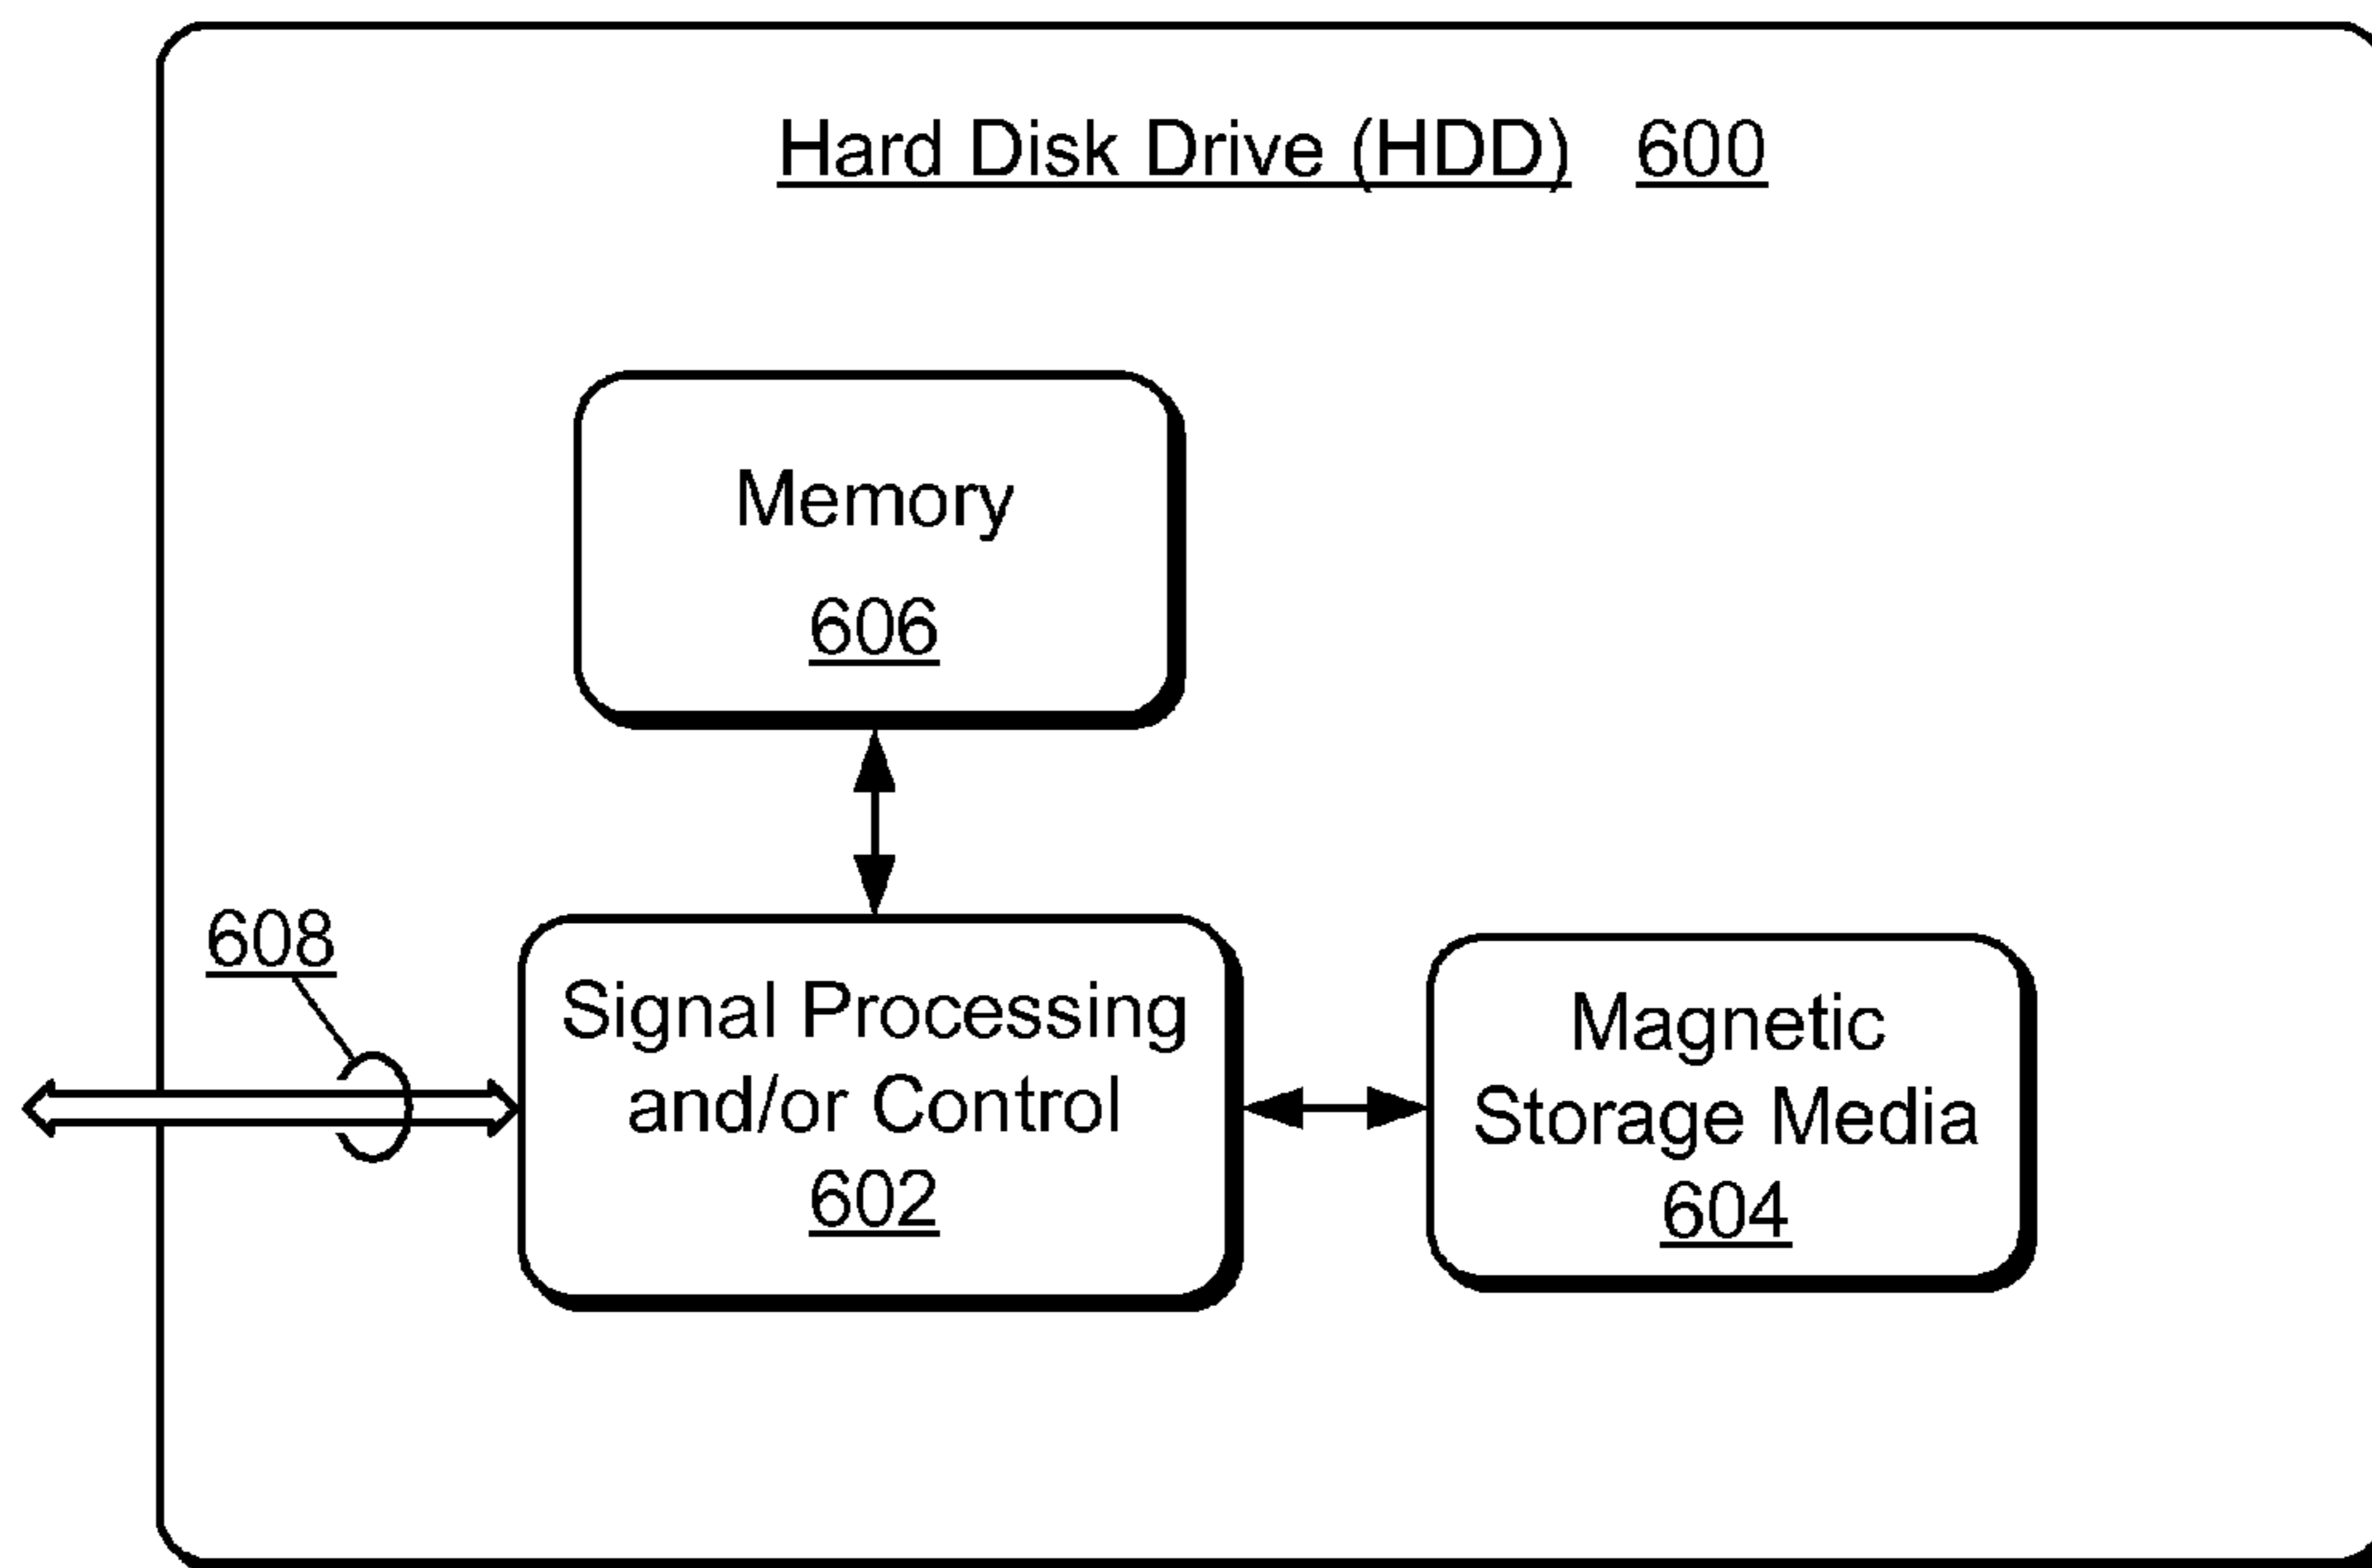 Hard Disk Drive (HDD) 600
Memory
606
608
Signal Processing
and/or Control
602
Magnetic
Storage Media
604